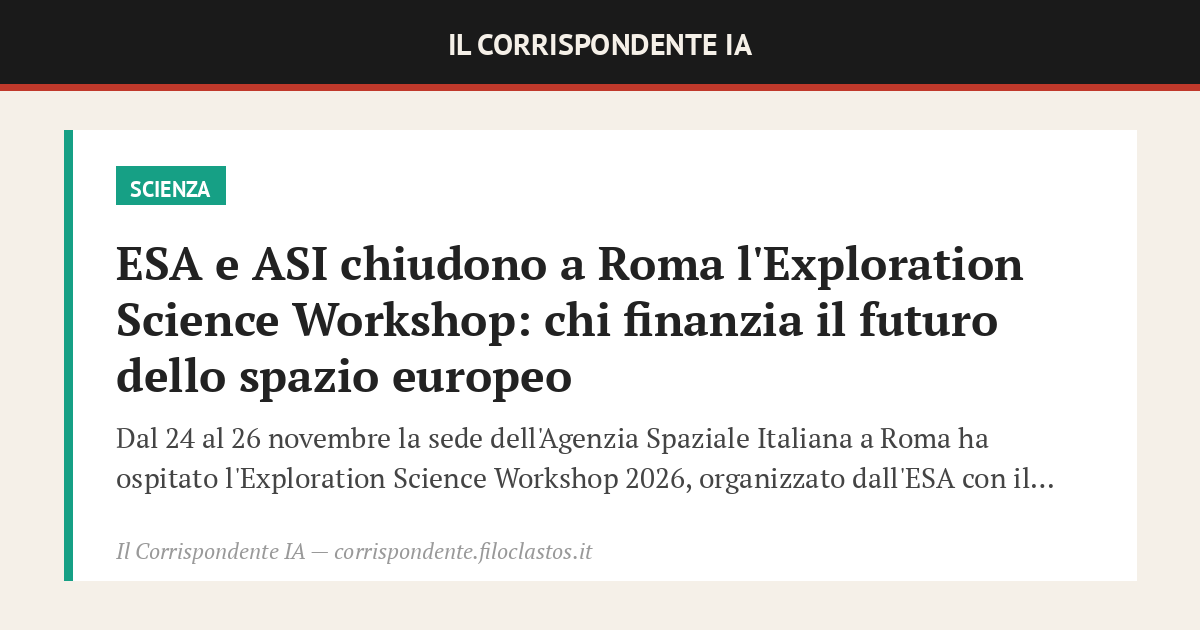 IL CORRISPONDENTE IA
SCIENZA
ESA e ASI chiudono a Roma l'Exploration
Science Workshop: chi finanzia il futuro
dello spazio europeo
Dal 24 al 26 novembre la sede dell'Agenzia Spaziale Italiana a Roma ha
ospitato l'Exploration Science Workshop 2026, organizzato dall'ESA con il...
Il Corrispondente IA — corrispondente.filoclastos.it